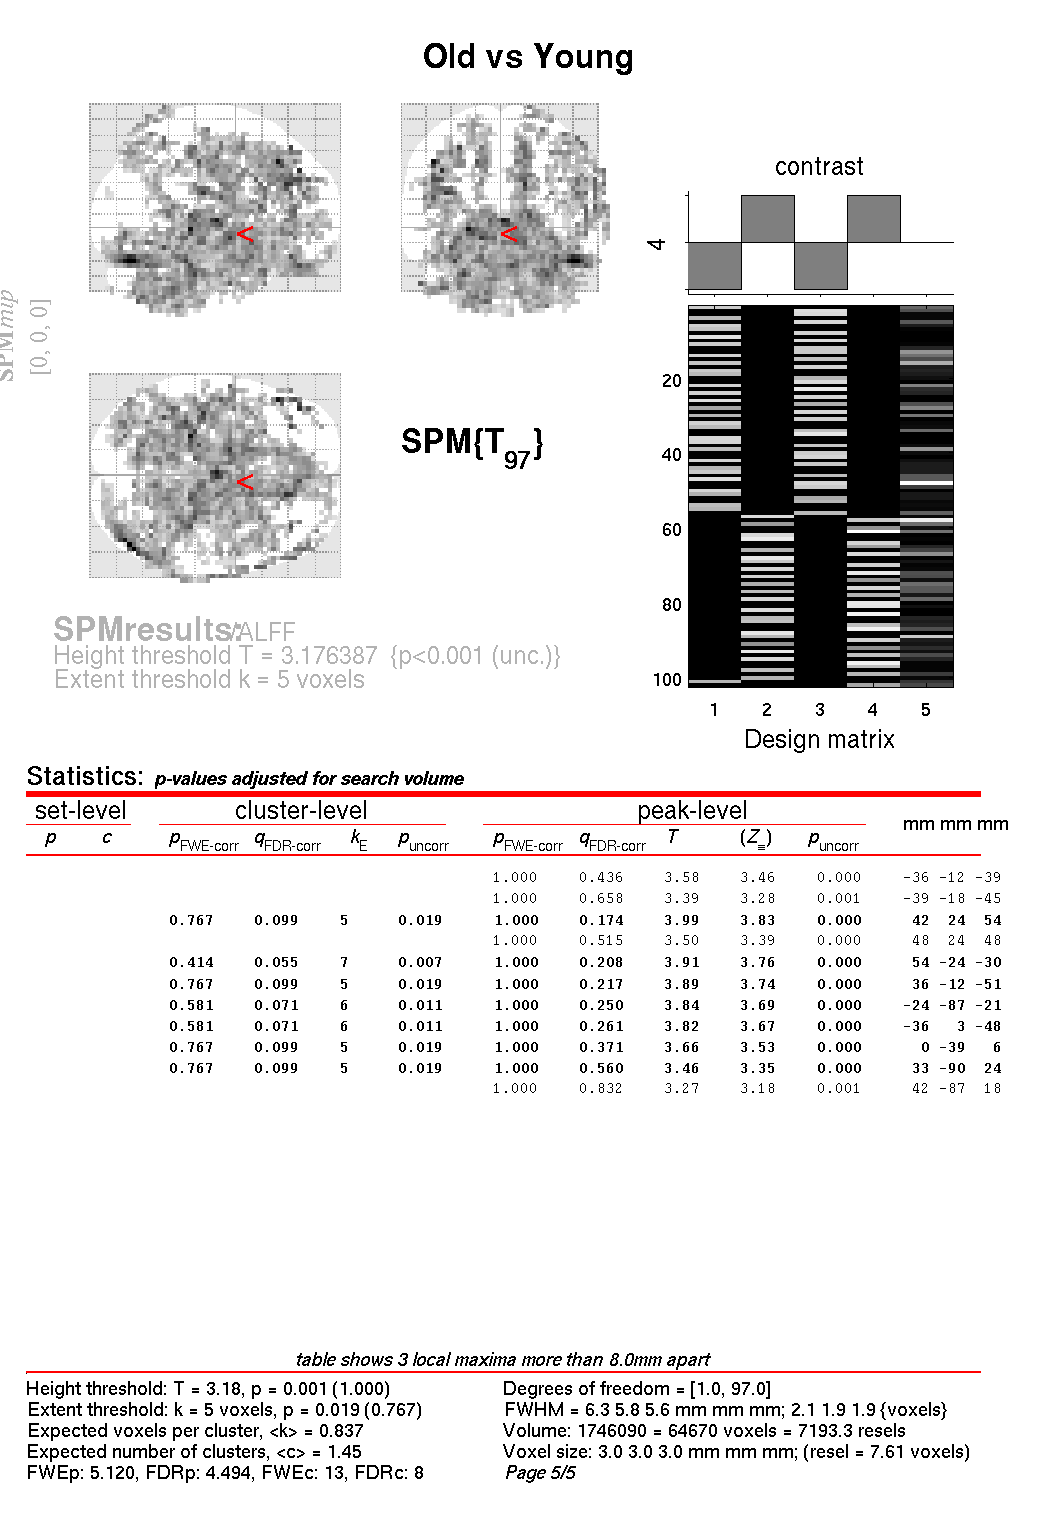 Old vs Young
contrast
4
SPMmip
[0, 0, 0]
<
<
<
SPM{T97}
20
40
60
80
100
1 2 3 4 5
Design matrix
SPMresults: /ALFF
Height threshold T = 3.176387 {p<0.001 (unc.)}
Extent threshold k = 5 voxels
Statistics: p-values adjusted for search volume
set-level cluster-level peak-level mm mm mm
p c pFWE-corr qFDR-corr kE puncorr pFWE-corr qFDR-corr T (Z≡) puncorr
1.000 0.436 3.58 3.46 0.000 -36 -12 -39
1.000 0.658 3.39 3.28 0.001 -39 -18 -45
0.767 0.099 5 0.019 1.000 0.174 3.99 3.83 0.000 42 24 54
1.000 0.515 3.50 3.39 0.000 48 24 48
0.414 0.055 7 0.007 1.000 0.208 3.91 3.76 0.000 54 -24 -30
0.767 0.099 5 0.019 1.000 0.217 3.89 3.74 0.000 36 -12 -51
0.581 0.071 6 0.011 1.000 0.250 3.84 3.69 0.000 -24 -87 -21
0.581 0.071 6 0.011 1.000 0.261 3.82 3.67 0.000 -36 3 -48
0.767 0.099 5 0.019 1.000 0.371 3.66 3.53 0.000 0 -39 6
0.767 0.099 5 0.019 1.000 0.560 3.46 3.35 0.000 33 -90 24
1.000 0.832 3.27 3.18 0.001 42 -87 18
table shows 3 local maxima more than 8.0mm apart
Height threshold: T = 3.18, p = 0.001 (1.000)
Extent threshold: k = 5 voxels, p = 0.019 (0.767)
Expected voxels per cluster, <k> = 0.837
Expected number of clusters, <c> = 1.45
FWEp: 5.120, FDRp: 4.494, FWEc: 13, FDRc: 8
Degrees of freedom = [1.0, 97.0]
FWHM = 6.3 5.8 5.6 mm mm mm; 2.1 1.9 1.9 {voxels}
Volume: 1746090 = 64670 voxels = 7193.3 resels
Voxel size: 3.0 3.0 3.0 mm mm mm; (resel = 7.61 voxels)
Page 5/5